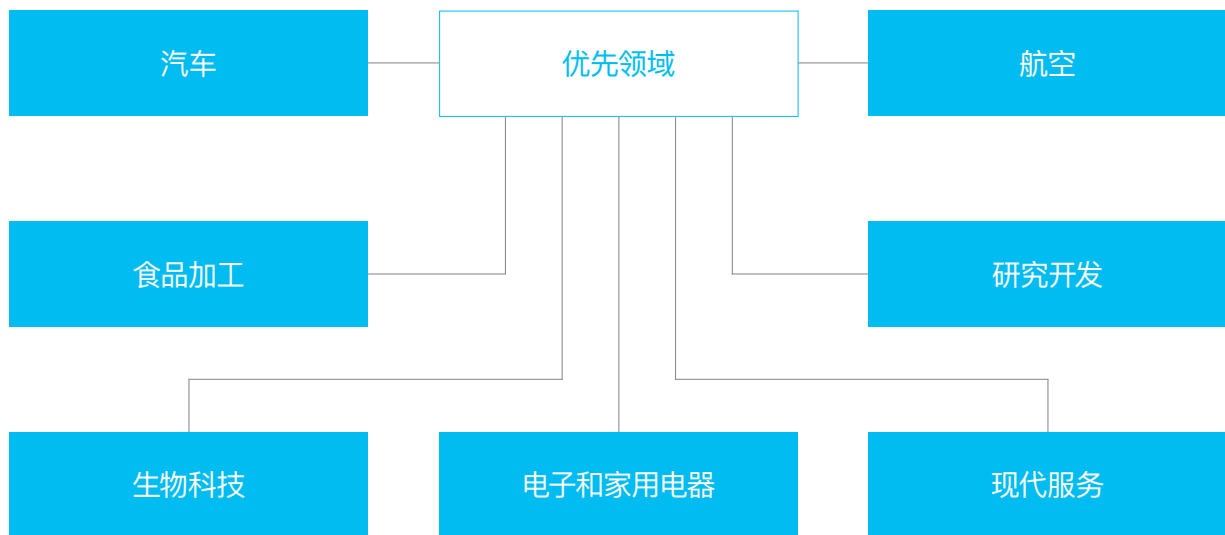 汽车
优先领域
航空
食品加工
研究开发
生物科技
电子和家用电器
现代服务